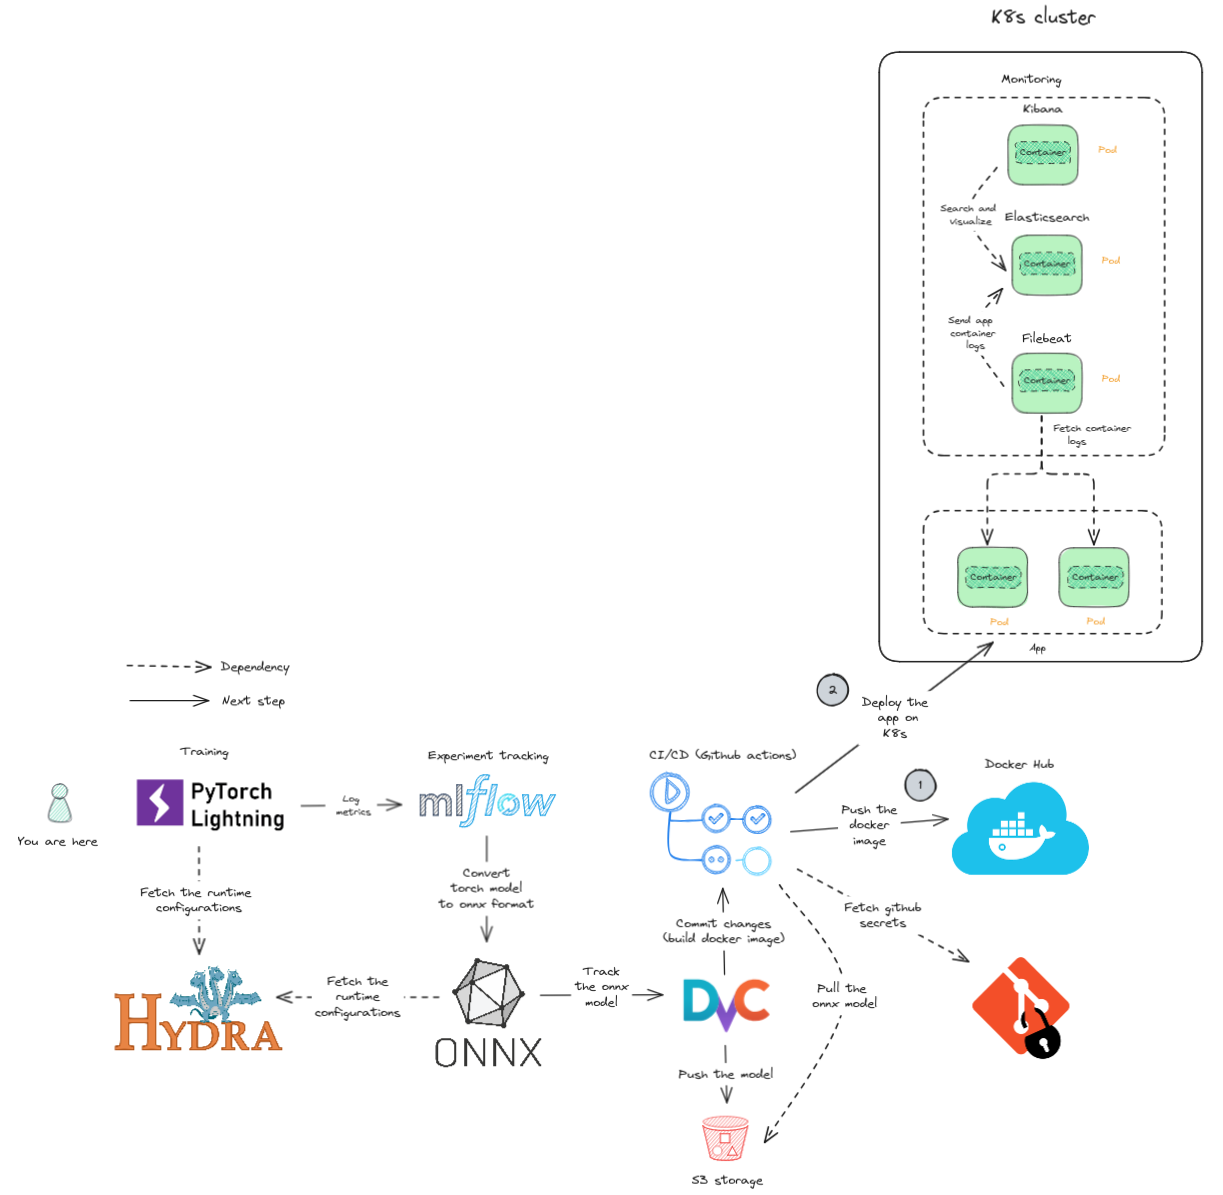 K8s cluster
Monitoring
Kibana
Container
Pod
Search and
visualize
Elasticsearch
Container
Pod
Send app
container
logs
Filebeat
Container
Pod
Fetch container
logs
Container
Container
Pod
Pod
App
Dependency
Next step
2
Deploy the
app on
K8s
Training
Experiment tracking
CI/CD (Github actions)
Docker Hub
You are here
PyTorch
Lightning
Log
metrics
mlflow
1
Push the
docker
image
Fetch the runtime
configurations
Convert
torch model
to onnx format
Fetch github
secrets
Commit changes
(build docker image)
HYDRA
Fetch the
runtime
configurations
ONNX
Track
the onnx
model
DVC
Pull the
onnx model
Push the model
S3 storage